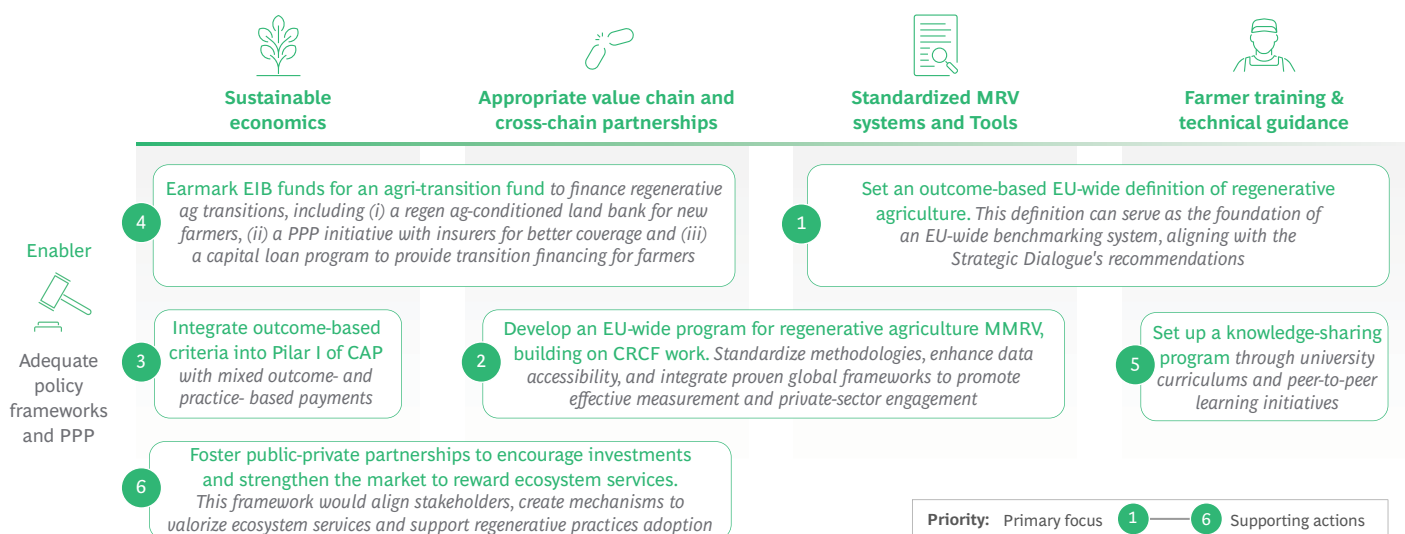 Sustainable
economics
Appropriate value chain and
cross-chain partnerships
Standardized MRV
systems and Tools
Farmer training &
technical guidance
Enabler
Adequate
policy
frameworks
and PPP
4
Earmark EIB funds for an agri-transition fund to finance regenerative
ag transitions, including (i) a regen ag-conditioned land bank for new
farmers, (ii) a PPP initiative with insurers for better coverage and (iii)
a capital loan program to provide transition financing for farmers
1
Set an outcome-based EU-wide definition of regenerative
agriculture. This definition can serve as the foundation of
an EU-wide benchmarking system, aligning with the
Strategic Dialogue's recommendations
3
Integrate outcome-based
criteria into Pilar I of CAP
with mixed outcome- and
practice- based payments
2
Develop an EU-wide program for regenerative agriculture MMRV,
building on CRCF work. Standardize methodologies, enhance data
accessibility, and integrate proven global frameworks to promote
effective measurement and private-sector engagement
5
Set up a knowledge-sharing
program through university
curriculums and peer-to-peer
learning initiatives
6
Foster public-private partnerships to encourage investments
and strengthen the market to reward ecosystem services.
This framework would align stakeholders, create mechanisms to
valorize ecosystem services and support regenerative practices adoption
Priority: Primary focus 1 6 Supporting actions